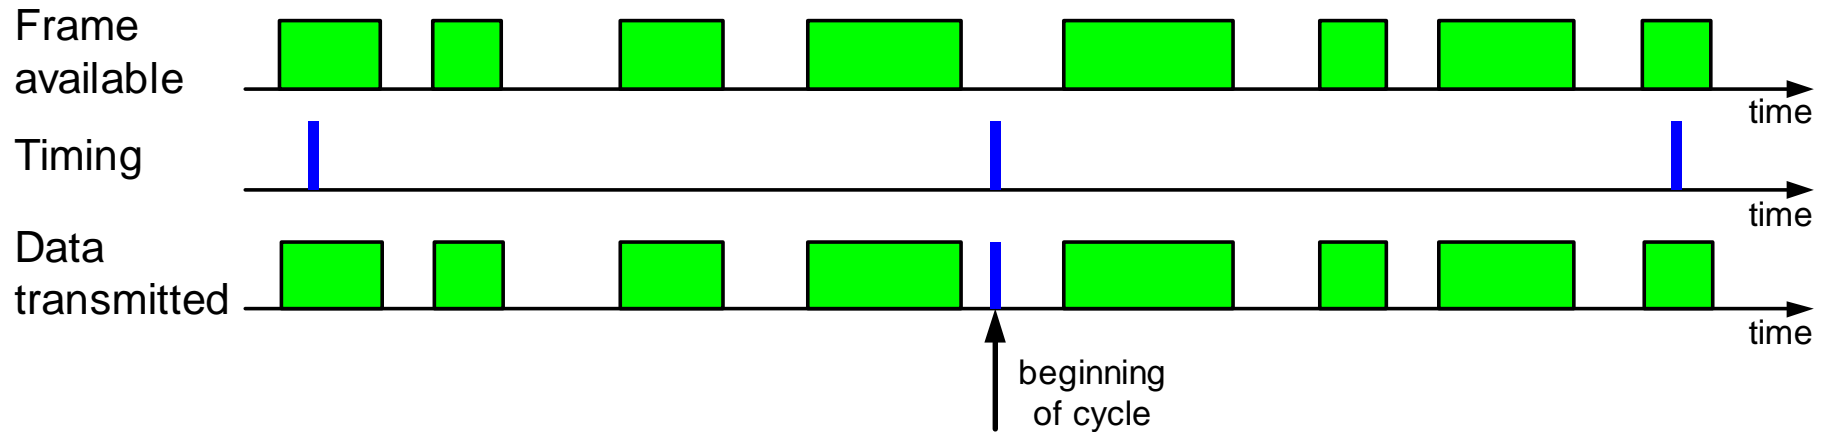 Frame
available
time
Timing
time
Data
transmitted
time
beginning
of cycle